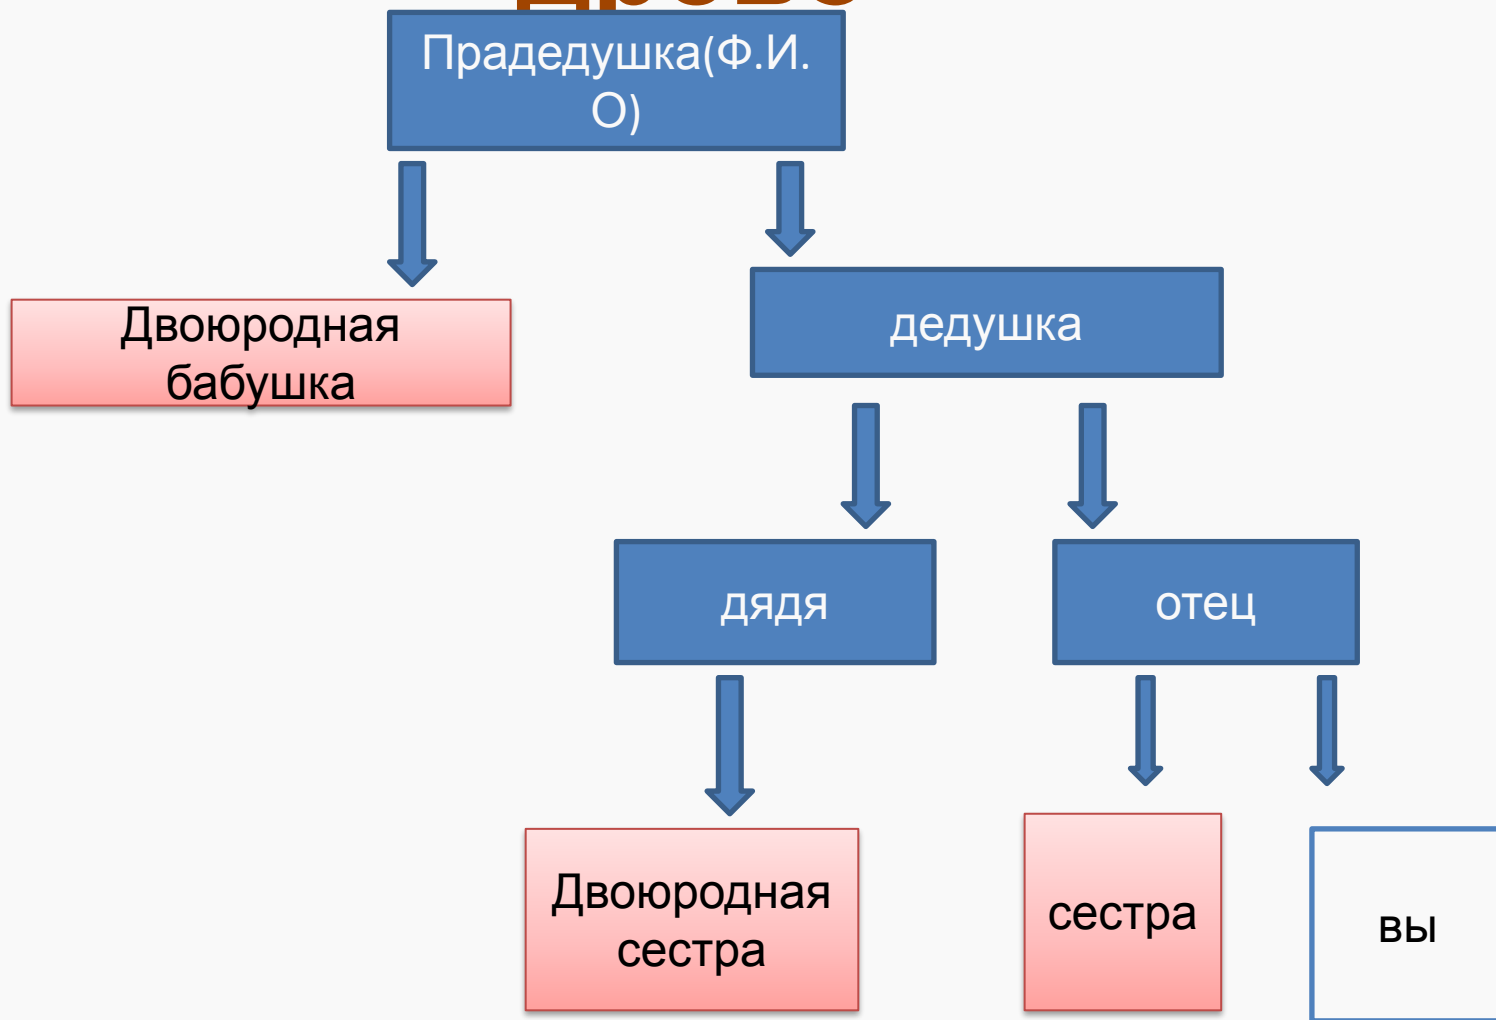 Прадедушка(Ф.И.
О)
Двоюродная
бабушка
дедушка
дядя
отец
Двоюродная
сестра
сестра
вы